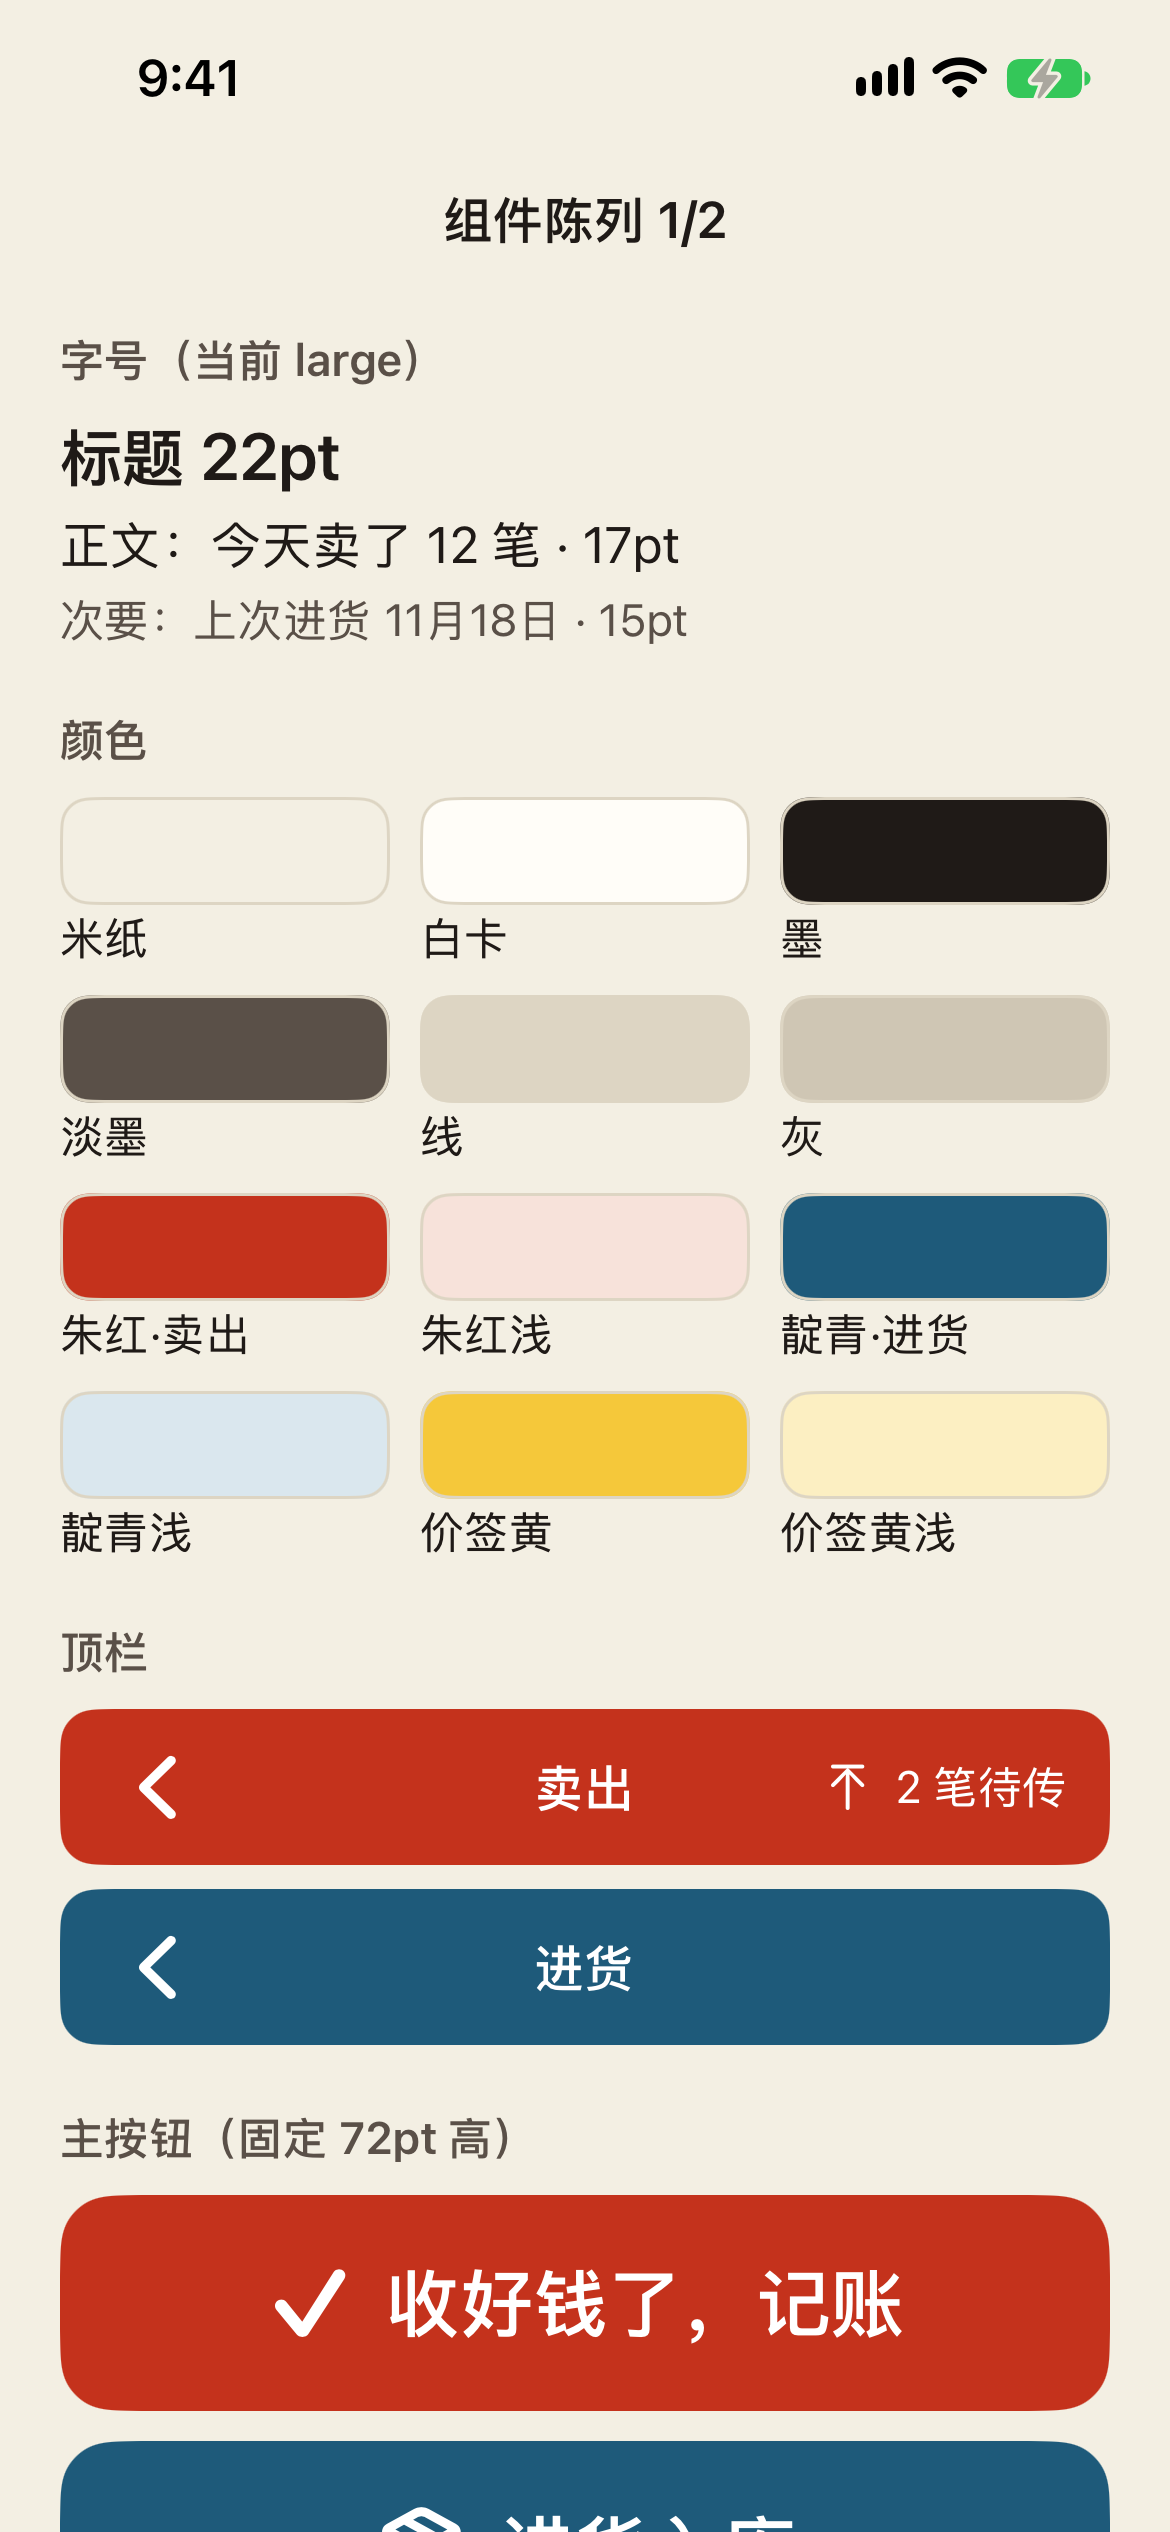 9:41
组件陈列 1/2
字号（当前 large）
标题 22pt
正文：今天卖了 12 笔 · 17pt
次要：上次进货 11月18日 · 15pt
颜色
米纸 白卡 墨
淡墨 线 灰
朱红·卖出 朱红浅 靛青·进货
靛青浅 价签黄 价签黄浅
顶栏
卖出 2 笔待传
进货
主按钮（固定 72pt 高）
收好钱了，记账
进货入库